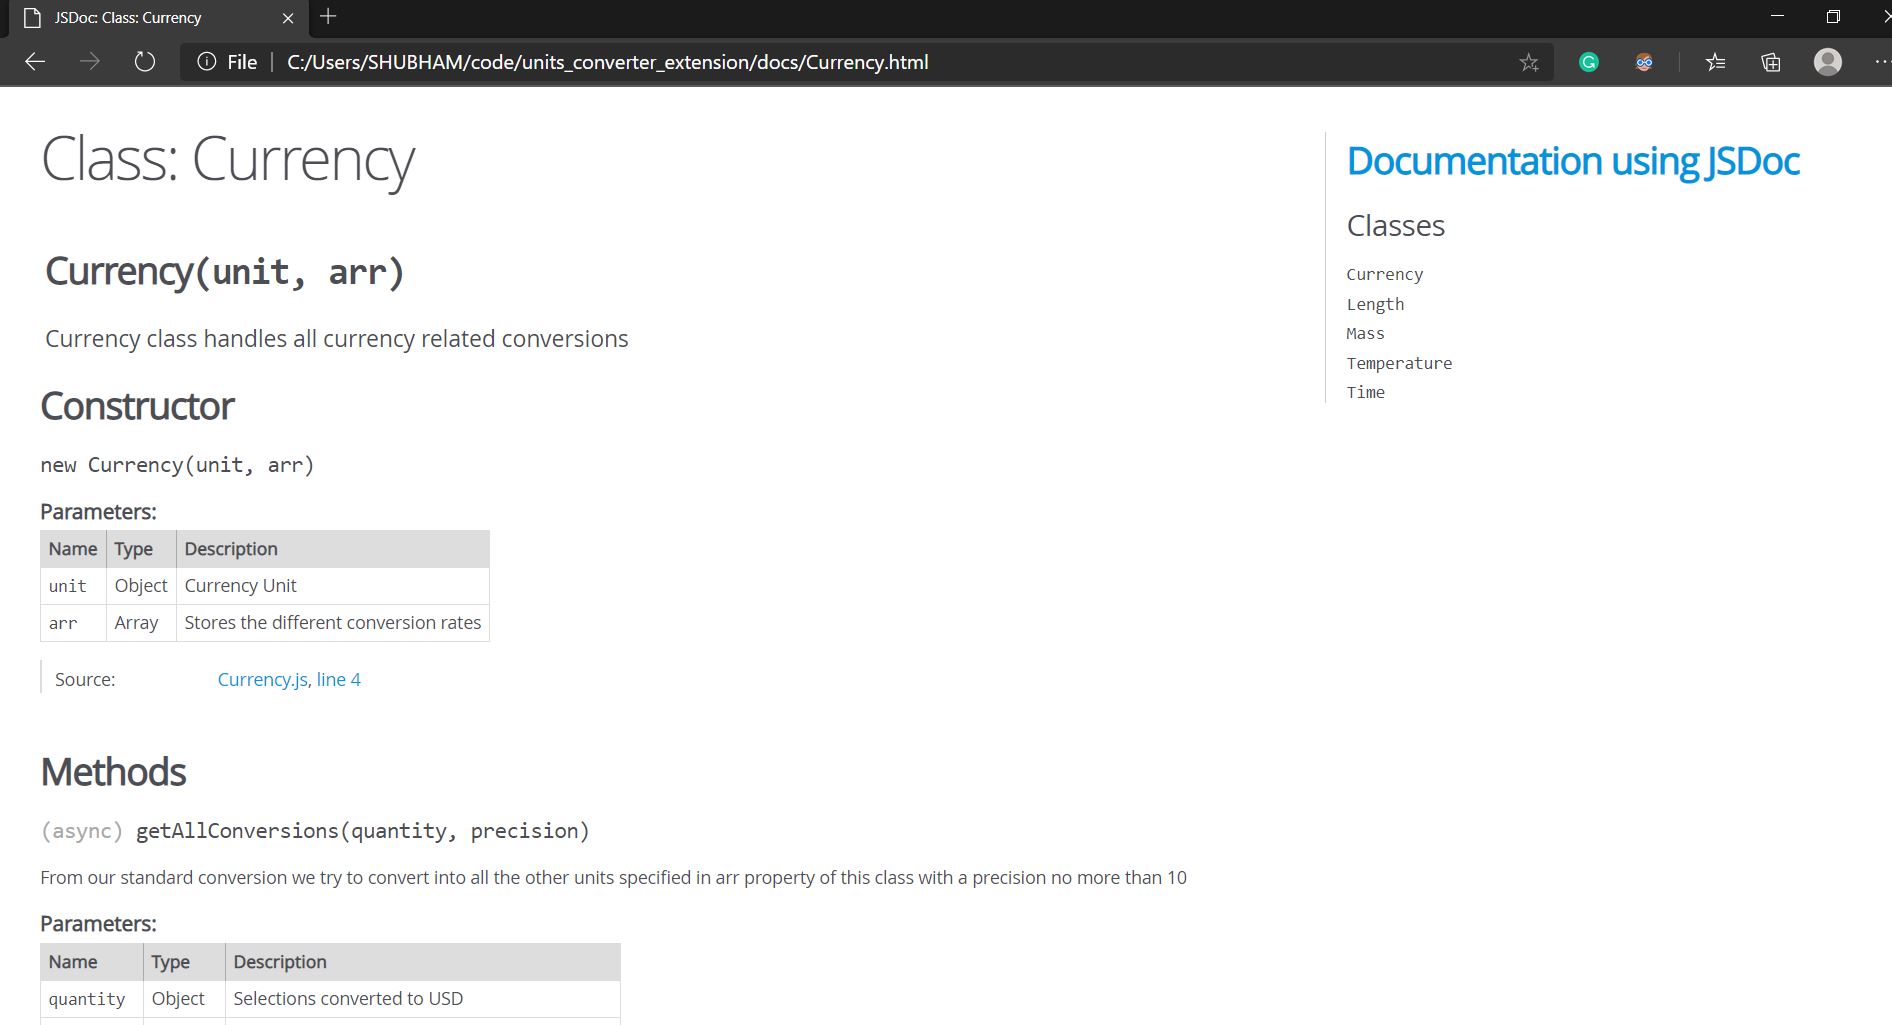 JSDoc: Class: Currency
File
C:/Users/SHUBHAM/code/units_converter_extension/docs/Currency.html
Class: Currency
Currency(unit, arr)
Currency class handles all currency related conversions
Constructor
new Currency(unit, arr)
Parameters:
Name Type Description
unit Object Currency Unit
arr Array Stores the different conversion rates
Source: Currency.js, line 4
Methods
(async) getAllConversions(quantity, precision)
From our standard conversion we try to convert into all the other units specified in arr property of this class with a precision no more than 10
Parameters:
Name Type Description
quantity Object Selections converted to USD
Documentation using JSDoc
Classes
Currency
Length
Mass
Temperature
Time